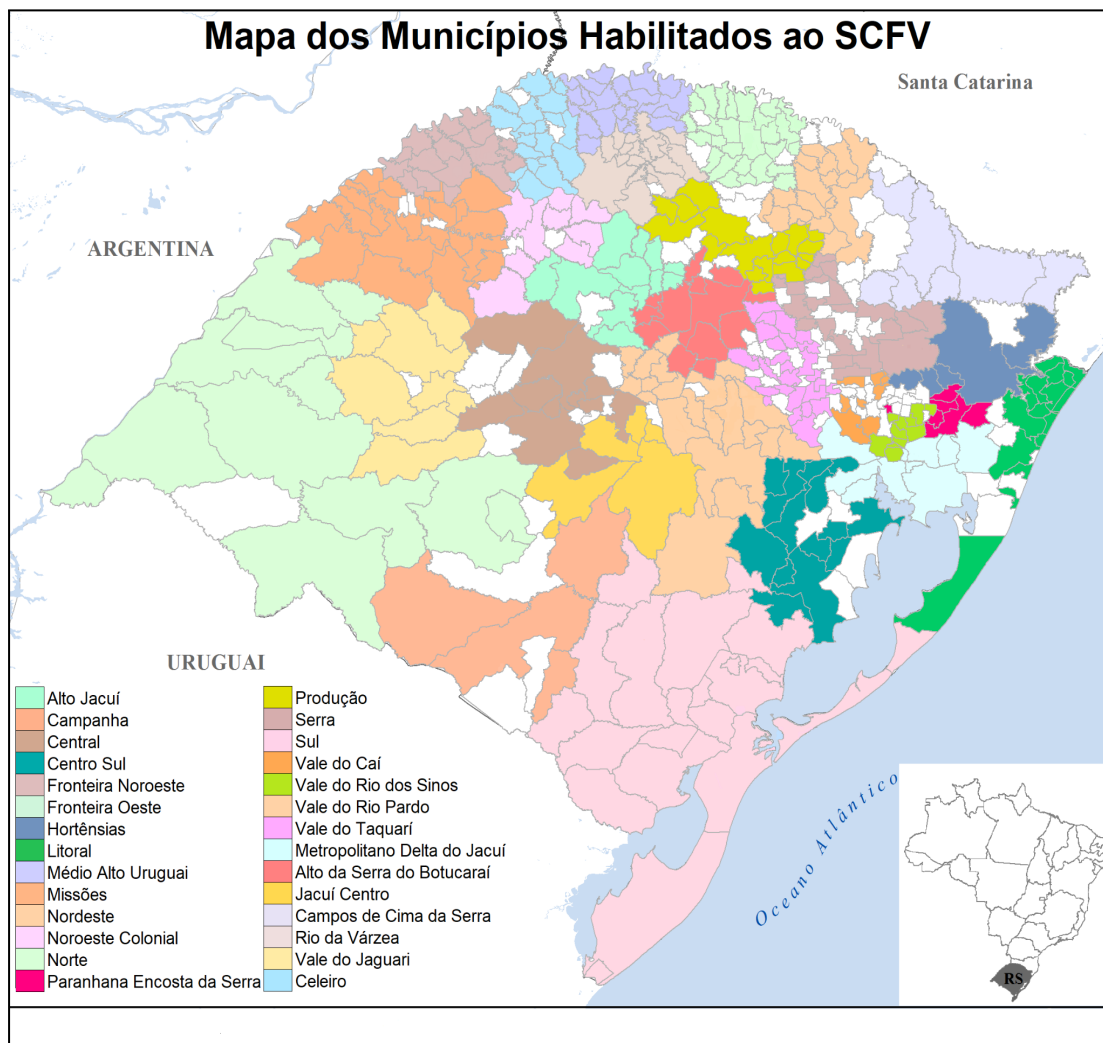 Mapa dos Municípios Habilitados ao SCFV
Santa Catarina
ARGENTINA
URUGUAI
Alto Jacuí
Campanha
Central
Centro Sul
Fronteira Noroeste
Fronteira Oeste
Hortênsias
Litoral
Médio Alto Uruguai
Missões
Nordeste
Noroeste Colonial
Norte
Paranhana Encosta da Serra
Produção
Serra
Sul
Vale do Caí
Vale do Rio dos Sinos
Vale do Rio Pardo
Vale do Taquarí
Metropolitano Delta do Jacuí
Alto da Serra do Botucaraí
Jacuí Centro
Campos de Cima da Serra
Rio da Várzea
Vale do Jaguari
Celeiro
Oceano Atlântico
RS